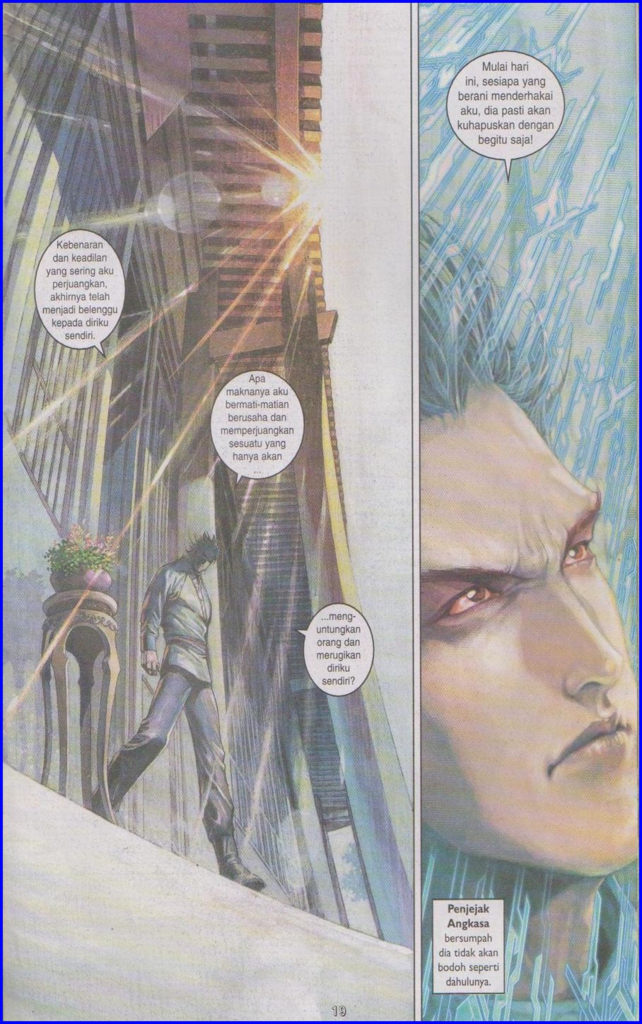 Kebenaran
dan keadilan
yang sering aku
perjuangkan,
akhirnya telah
menjadi belenggu
kepada diriku
sendiri.
Apa
maknanya aku
bermati-matian
berusaha dan
memperjuangkan
sesuatu yang
hanya akan
...
...meng-
untungkan
orang dan
merugikan
diriku
sendiri?
Mulai hari
ini, sesiapa yang
berani menderhakai
aku, dia pasti akan
kuhapuskan dengan
begitu saja!
Penjejak
Angkasa
bersumpah
dia tidak akan
bodoh seperti
dahulunya.
19